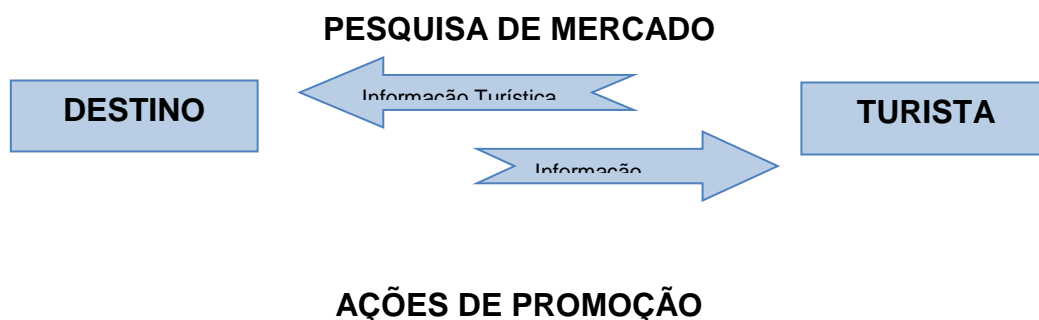 PESQUISA DE MERCADO
DESTINO
Informação Turística
TURISTA
Informação
AÇÕES DE PROMOÇÃO